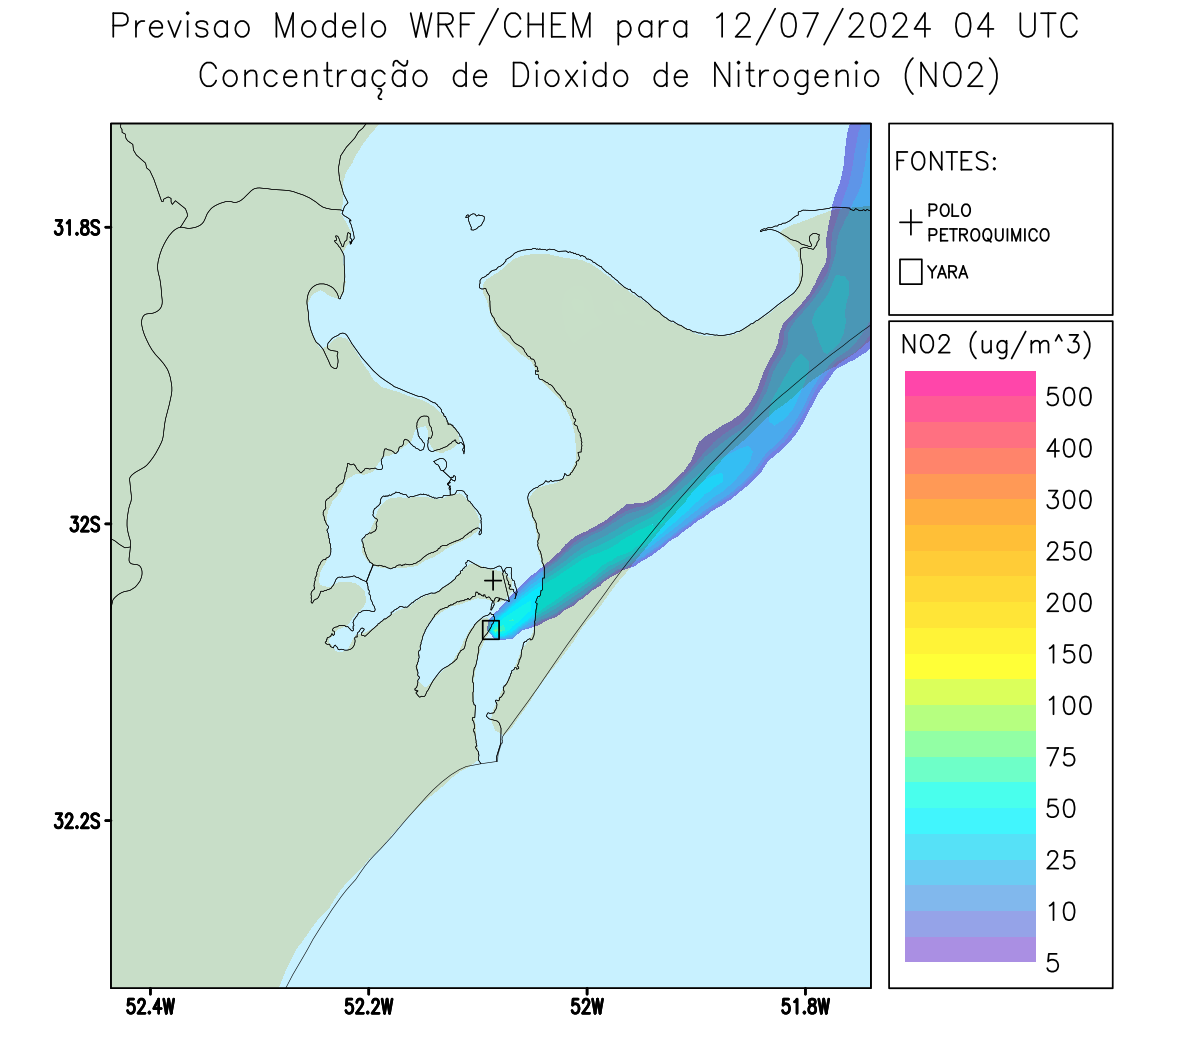 Previsao Modelo WRF/CHEM para 12/07/2024 04 UTC
Concentração de Dioxido de Nitrogenio (NO2)
FONTES:
POLO
PETROQUIMICO
YARA
NO2 (ug/m^3)
500
400
300
250
200
150
100
75
50
25
10
5
31.8S
32S
32.2S
52.4W
52.2W
52W
51.8W